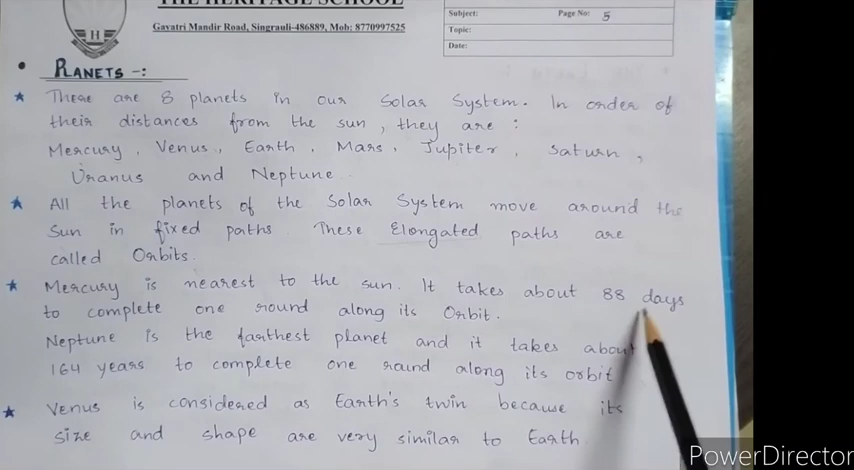 THE HERITAGE SCHOOL
Gayatri Mandir Road, Singrauli-486889, Mob: 8770997525
Subject: Page No: 5
Topic:
Date:
H
• PLANETS -:
★ There are 8 planets in our Solar System. In order of
their distances from the sun, they are :
Mercury, Venus, Earth, Mars, Jupiter, Saturn,
Uranus and Neptune.
★ All the planets of the Solar System move around the
Sun in fixed paths. These Elongated paths are
called Orbits.
★ Mercury is nearest to the sun. It takes about 88 days
to complete one round along its Orbit.
Neptune is the farthest planet and it takes about
164 years to complete one round along its orbit
★ Venus is considered as Earth's twin because its
size and shape are very similar to Earth.
PowerDirector